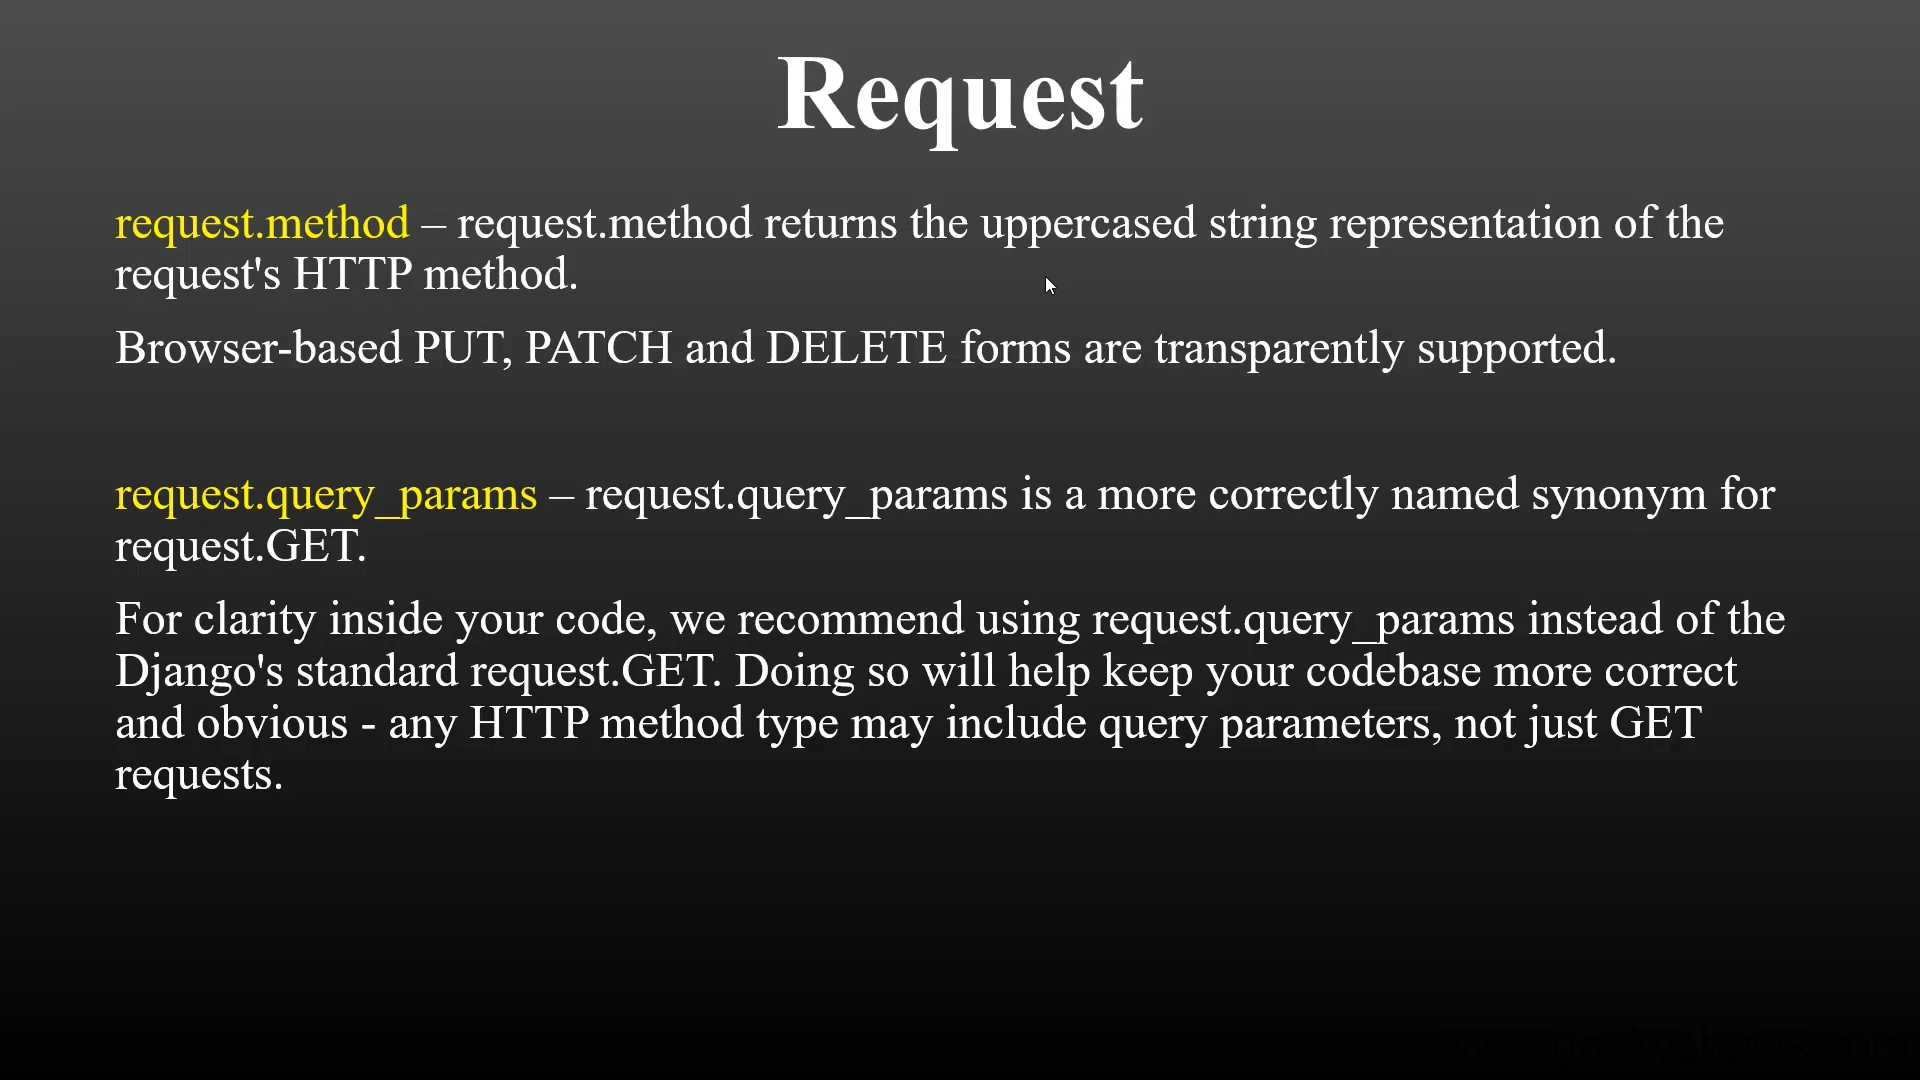 Request
request.method – request.method returns the uppercased string representation of the
request's HTTP method.
Browser-based PUT, PATCH and DELETE forms are transparently supported.
request.query_params – request.query_params is a more correctly named synonym for
request.GET.
For clarity inside your code, we recommend using request.query_params instead of the
Django's standard request.GET. Doing so will help keep your codebase more correct
and obvious - any HTTP method type may include query parameters, not just GET
requests.